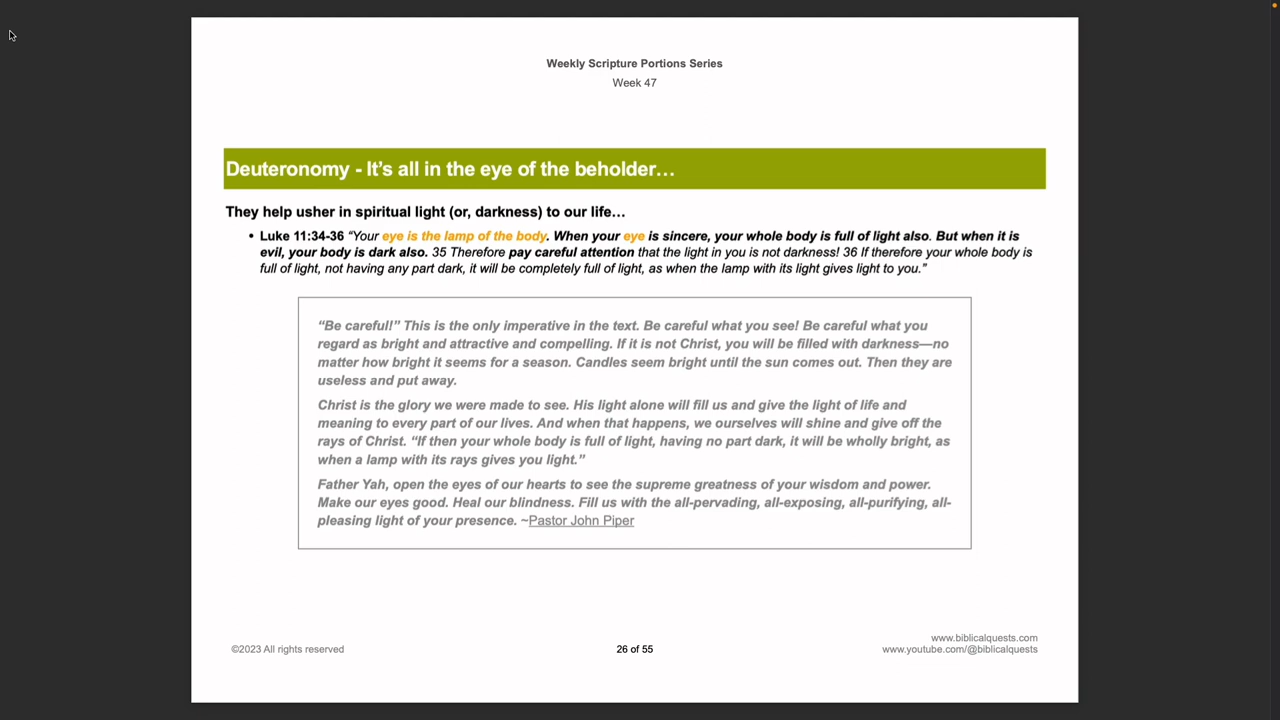 Weekly Scripture Portions Series
Week 47
Deuteronomy - It’s all in the eye of the beholder…
They help usher in spiritual light (or, darkness) to our life…
• Luke 11:34-36 “Your eye is the lamp of the body. When your eye is sincere, your whole body is full of light also. But when it is
evil, your body is dark also. 35 Therefore pay careful attention that the light in you is not darkness! 36 If therefore your whole body is
full of light, not having any part dark, it will be completely full of light, as when the lamp with its light gives light to you.”
“Be careful!” This is the only imperative in the text. Be careful what you see! Be careful what you
regard as bright and attractive and compelling. If it is not Christ, you will be filled with darkness—no
matter how bright it seems for a season. Candles seem bright until the sun comes out. Then they are
useless and put away.
Christ is the glory we were made to see. His light alone will fill us and give the light of life and
meaning to every part of our lives. And when that happens, we ourselves will shine and give off the
rays of Christ. “If then your whole body is full of light, having no part dark, it will be wholly bright, as
when a lamp with its rays gives you light.”
Father Yah, open the eyes of our hearts to see the supreme greatness of your wisdom and power.
Make our eyes good. Heal our blindness. Fill us with the all-pervading, all-exposing, all-purifying, all-
pleasing light of your presence. ~Pastor John Piper
©2023 All rights reserved
26 of 55
www.biblicalquests.com
www.youtube.com/@biblicalquests